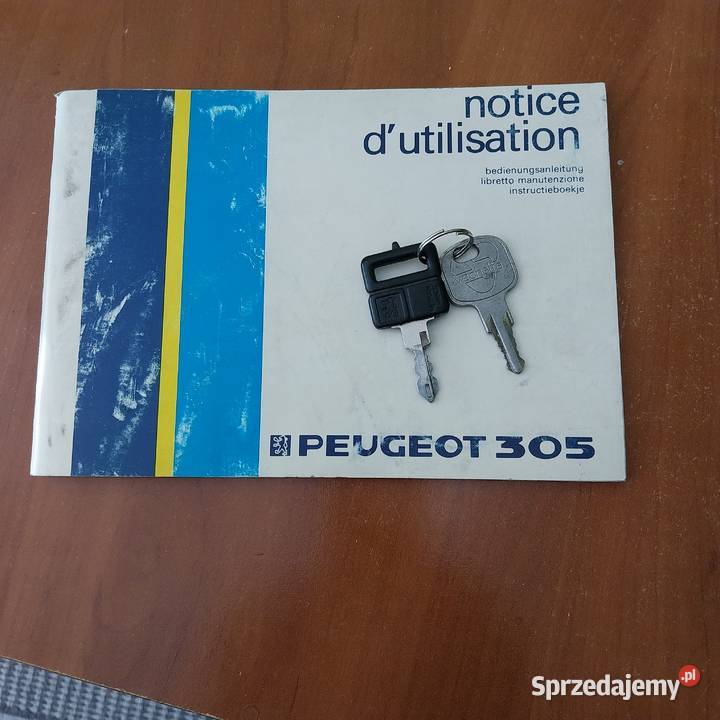 notice
d'utilisation
bedienungsanleitung
libretto manutenzione
instructieboekje
PEUGEOT 305
Sprzedajemy.pl